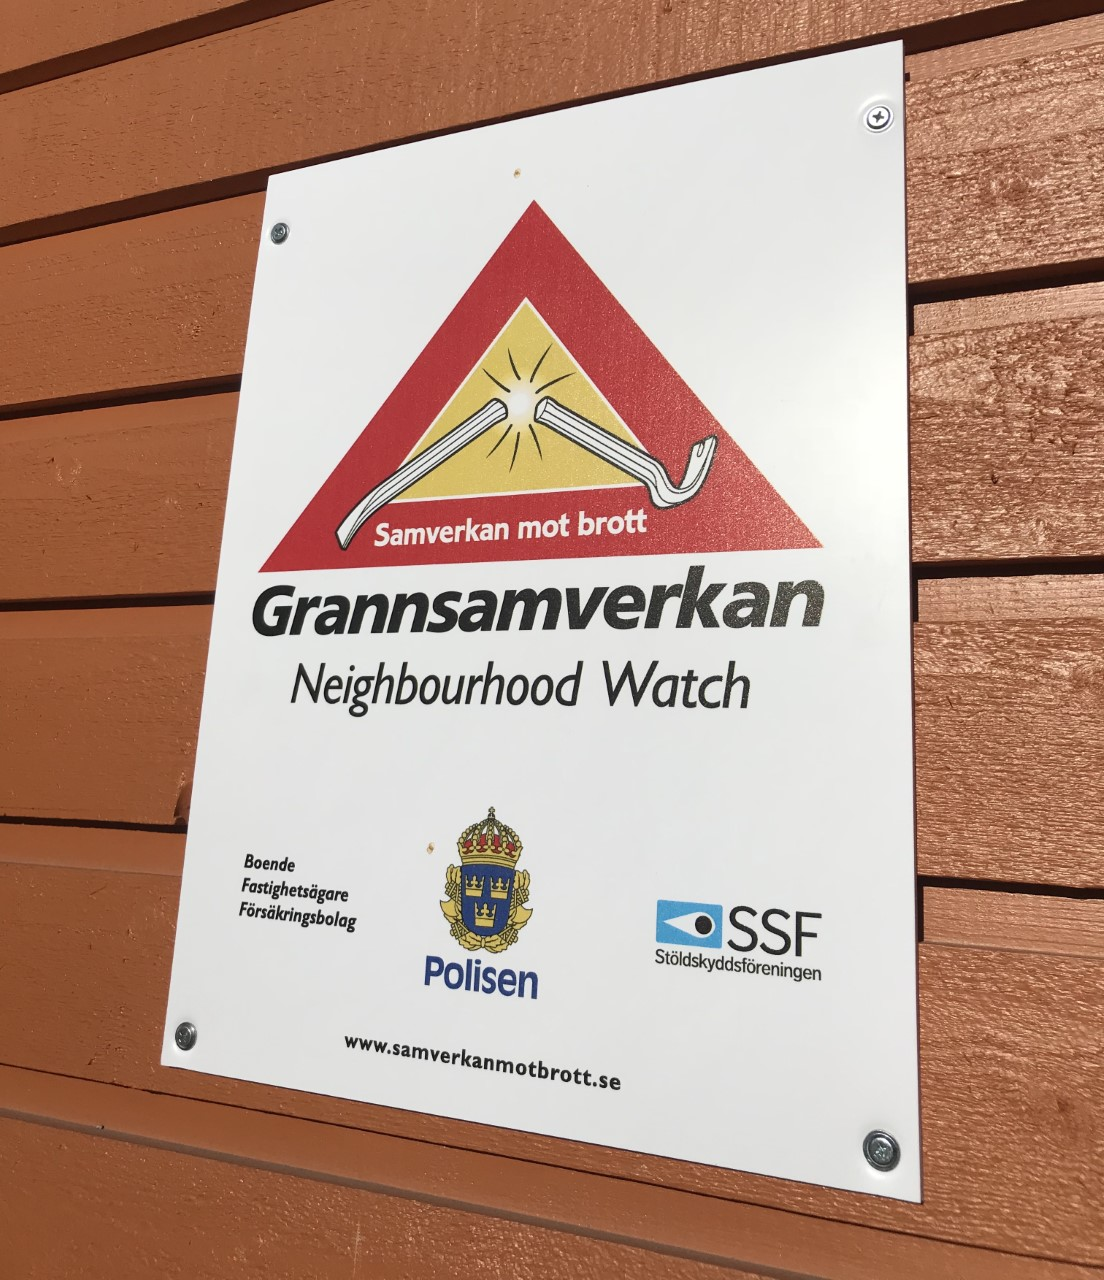 Samverkan mot brott
Grannsamverkan
Neighbourhood Watch
Boende
Fastighetsägare
Försäkringsbolag
Polisen
SSF
Stöldskyddsföreningen
www.samverkanmotbrott.se